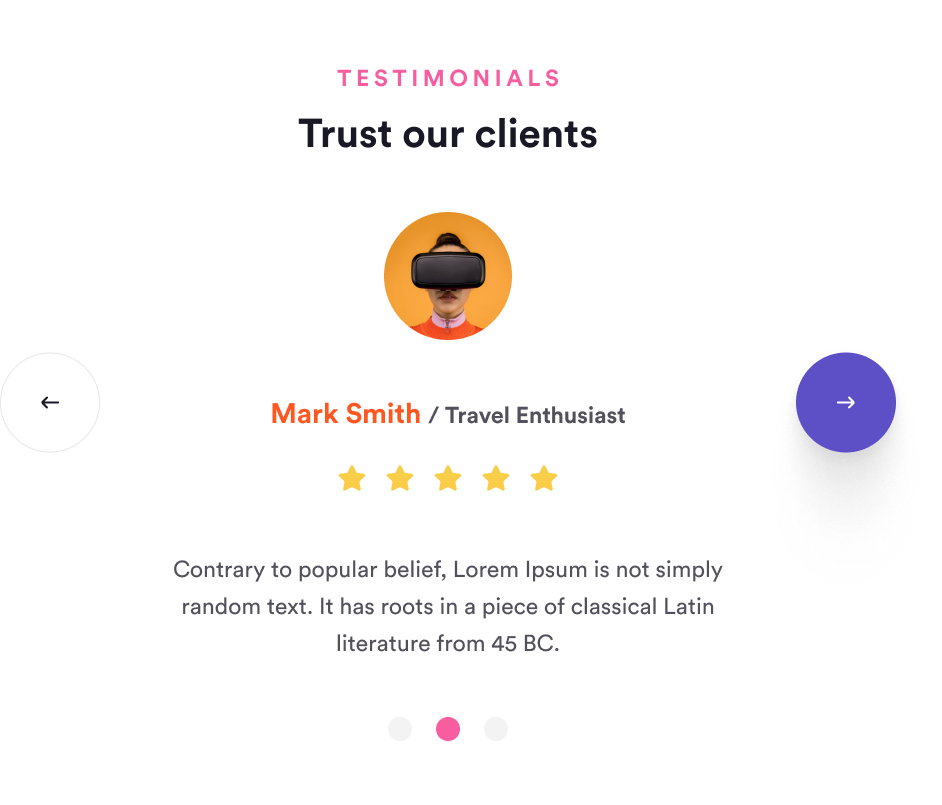 TESTIMONIALS
Trust our clients
Mark Smith / Travel Enthusiast
Contrary to popular belief, Lorem Ipsum is not simply
random text. It has roots in a piece of classical Latin
literature from 45 BC.